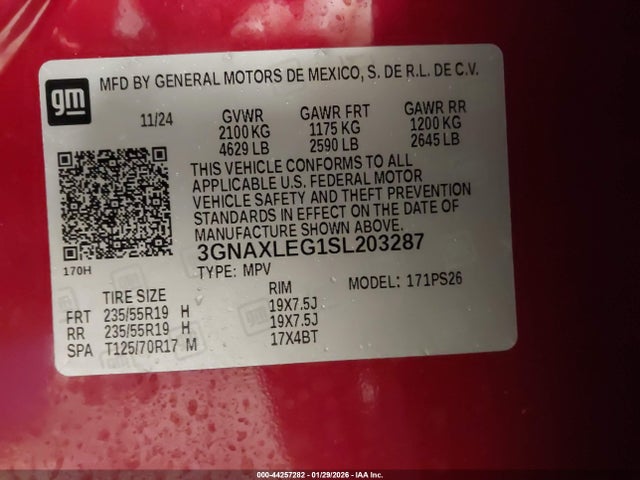 gm
MFD BY GENERAL MOTORS DE MEXICO, S. DE R.L. DE C.V.
11/24 GVWR GAWR FRT GAWR RR
2100 KG 1175 KG 1200 KG
4629 LB 2590 LB 2645 LB
THIS VEHICLE CONFORMS TO ALL
APPLICABLE U.S. FEDERAL MOTOR
VEHICLE SAFETY AND THEFT PREVENTION
STANDARDS IN EFFECT ON THE DATE OF
MANUFACTURE SHOWN ABOVE.
3GNAXLEG1SL203287
170H
TYPE: MPV MODEL: 171PS26
TIRE SIZE RIM
FRT 235/55R19 H 19X7.5J
RR 235/55R19 H 19X7.5J
SPA T125/70R17 M 17X4BT
000-44257282 - 01/29/2026 - IAA Inc.